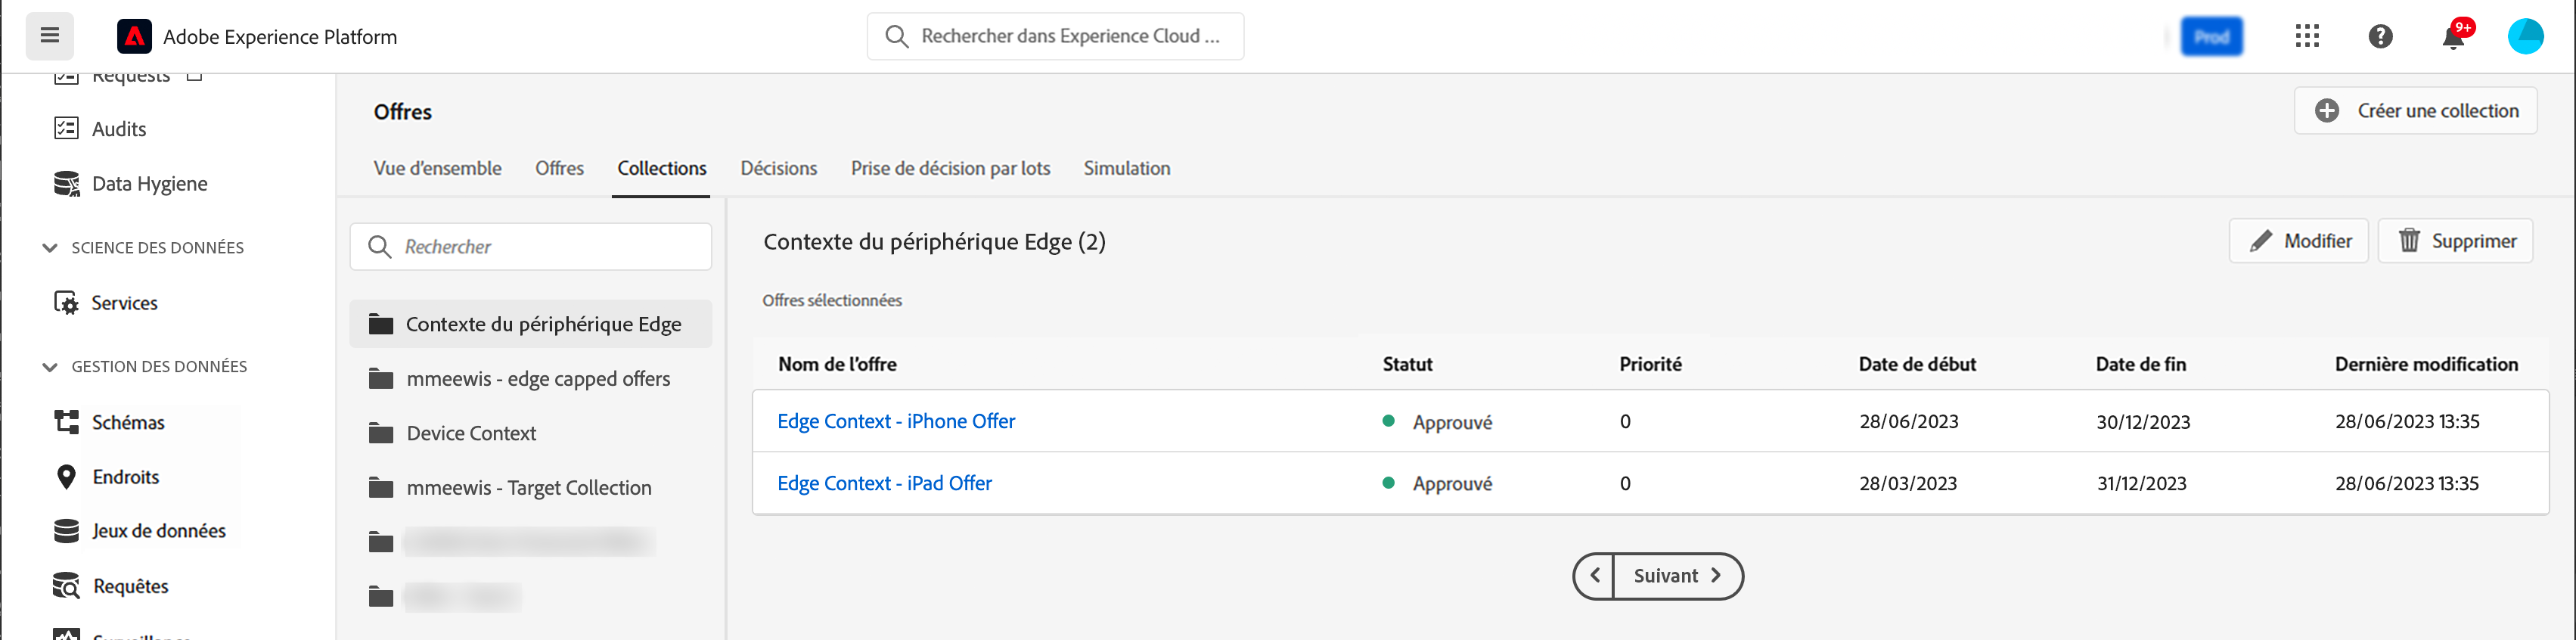 Adobe Experience Platform
Rechercher dans Experience Cloud ...
Prod
9+
Requests
Audits
Data Hygiene
SCIENCE DES DONNÉES
Services
GESTION DES DONNÉES
Schémas
Endroits
Jeux de données
Requêtes
Surveillance
Offres
Créer une collection
Vue d'ensemble Offres Collections Décisions Prise de décision par lots Simulation
Rechercher
Contexte du périphérique Edge
mmeewis - edge capped offers
Device Context
mmeewis - Target Collection
Contexte du périphérique Edge (2)
Modifier Supprimer
Offres sélectionnées
Nom de l'offre Statut Priorité Date de début Date de fin Dernière modification
Edge Context - iPhone Offer Approuvé 0 28/06/2023 30/12/2023 28/06/2023 13:35
Edge Context - iPad Offer Approuvé 0 28/03/2023 31/12/2023 28/06/2023 13:35
Suivant